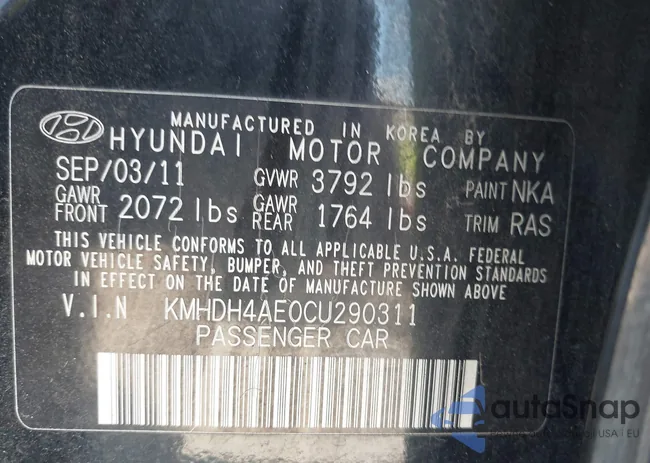 MANUFACTURED IN KOREA BY
HYUNDAI MOTOR COMPANY
SEP/03/11 GVWR 3792 lbs PAINT NKA
GAWR FRONT 2072 lbs GAWR REAR 1764 lbs TRIM RAS
THIS VEHICLE CONFORMS TO ALL APPLICABLE U.S.A. FEDERAL
MOTOR VEHICLE SAFETY, BUMPER, AND THEFT PREVENTION STANDARDS
IN EFFECT ON THE DATE OF MANUFACTURE SHOWN ABOVE
V.I.N KMHDH4AE0CU290311
PASSENGER CAR
autoSnap
USA | EU